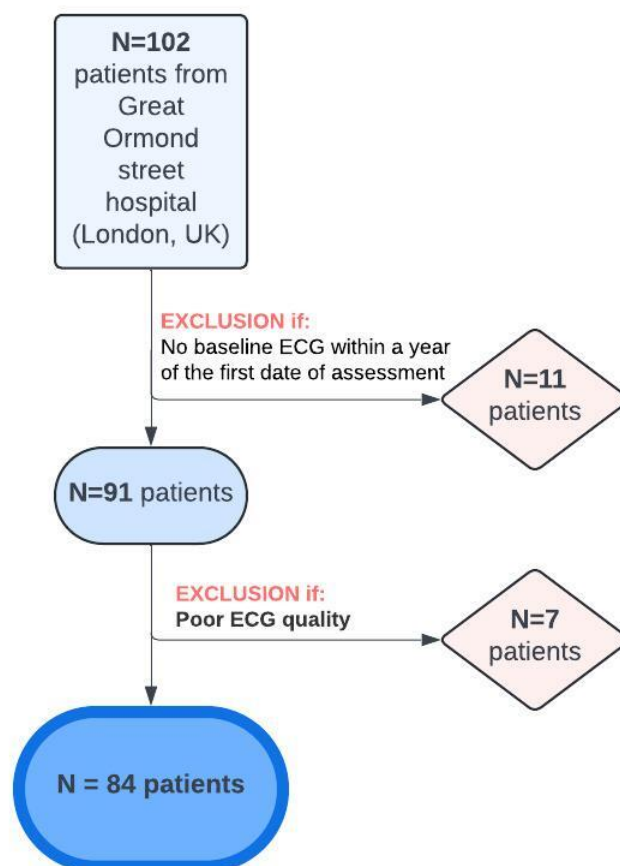 N=102
patients from
Great
Ormond
street
hospital
(London, UK)
EXCLUSION if:
No baseline ECG within a year
of the first date of assessment
N=11
patients
N=91 patients
EXCLUSION if:
Poor ECG quality
N=7
patients
N = 84 patients